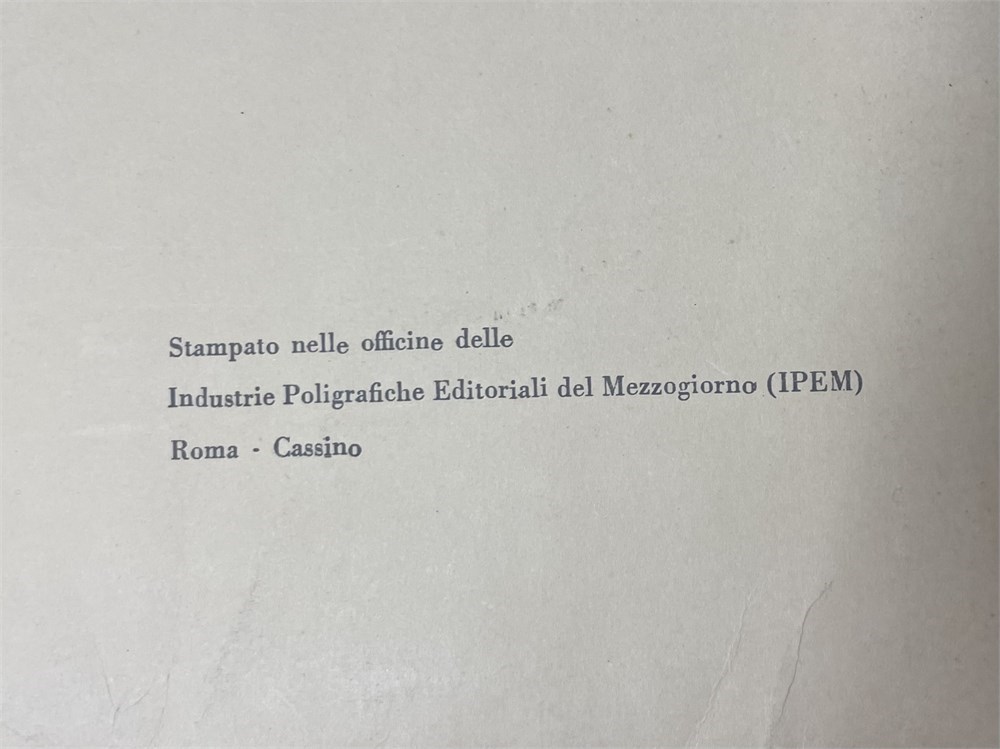 Stampato nelle officine delle
Industrie Poligrafiche Editoriali del Mezzogiorno (IPEM)
Roma - Cassino